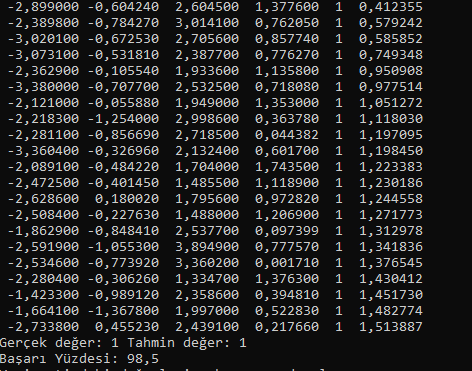 -2,899000 -0,604240 2,604500 1,377600 1 0,412355
-2,389800 -0,784270 3,014100 0,762050 1 0,579242
-3,020100 -0,672530 2,705600 0,857740 1 0,585852
-3,073100 -0,531810 2,387700 0,776270 1 0,749348
-2,362900 -0,105540 1,933600 1,135800 1 0,950908
-3,380000 -0,707700 2,532500 0,718080 1 0,977514
-2,121000 -0,055880 1,949000 1,353000 1 1,051272
-2,218300 -1,254000 2,998600 0,363780 1 1,118030
-2,281100 -0,856690 2,718500 0,044382 1 1,197095
-3,360400 -0,326960 2,132400 0,601700 1 1,198450
-2,089100 -0,484220 1,704000 1,743500 1 1,223383
-2,472500 -0,401450 1,485500 1,118900 1 1,230186
-2,628600 0,180020 1,795600 0,972820 1 1,244558
-2,508400 -0,227630 1,488000 1,206900 1 1,271773
-1,862900 -0,848410 2,537700 0,097399 1 1,312978
-2,591900 -1,055300 3,894900 0,777570 1 1,341836
-2,534600 -0,773920 3,360200 0,001710 1 1,376545
-2,280400 -0,306260 1,334700 1,376300 1 1,430412
-1,423300 -0,989120 2,358600 0,394810 1 1,451730
-1,664100 -1,367800 1,997000 0,522830 1 1,482774
-2,733800 0,455230 2,439100 0,217660 1 1,513887
Gerçek değer: 1 Tahmin değer: 1
Başarı Yüzdesi: 98,5